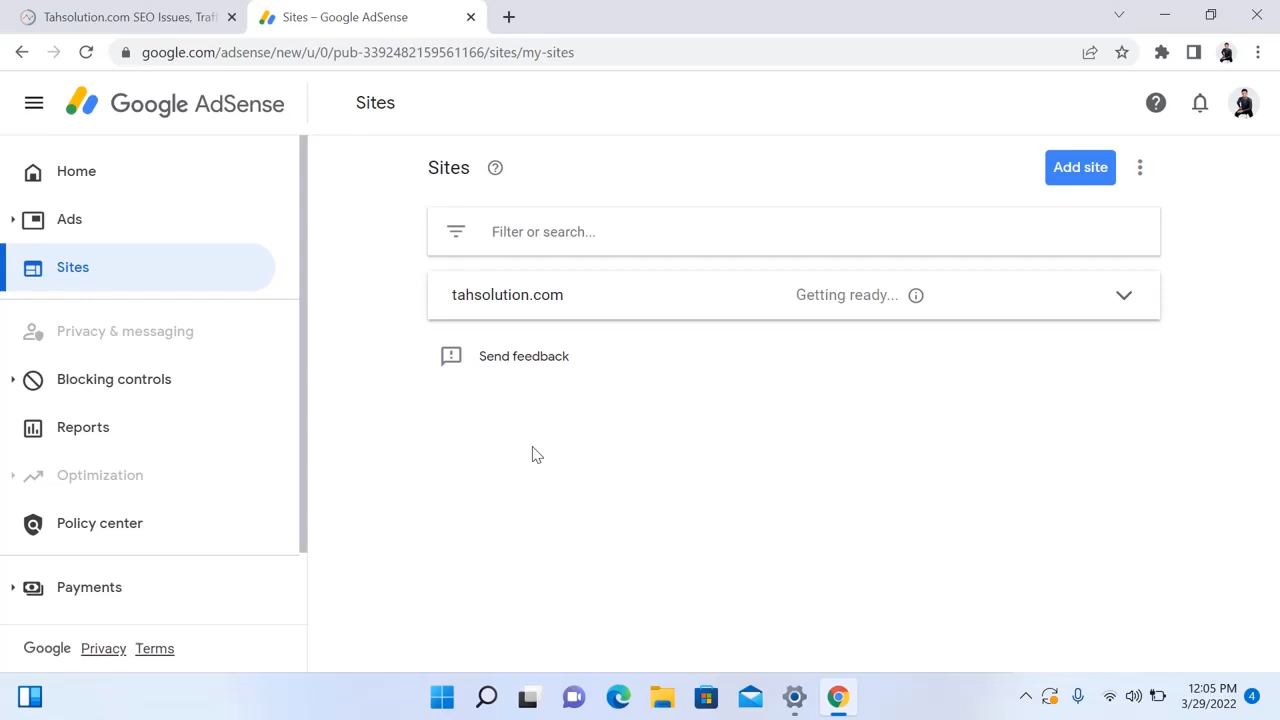 Tahsolution.com SEO Issues, Traf
Sites – Google AdSense
google.com/adsense/new/u/0/pub-3392482159561166/sites/my-sites
Google AdSense
Sites
Home
Ads
Sites
Privacy & messaging
Blocking controls
Reports
Optimization
Policy center
Payments
Google Privacy Terms
Sites
Add site
Filter or search...
tahsolution.com Getting ready...
Send feedback
12:05 PM
3/29/2022
4